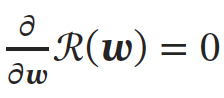 ∂/∂𝒘 ℛ(𝒘) = 0